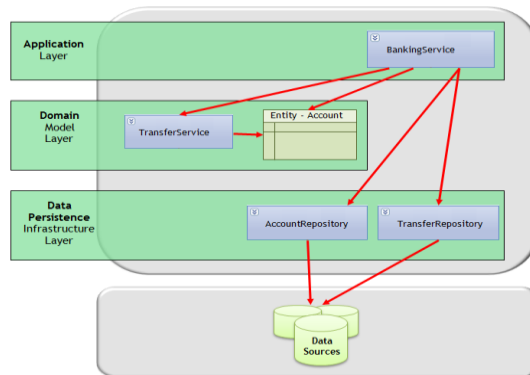 Application
Layer
BankingService
Domain
Model
Layer
TransferService
Entity - Account
Data
Persistence
Infrastructure
Layer
AccountRepository
TransferRepository
Data
Sources